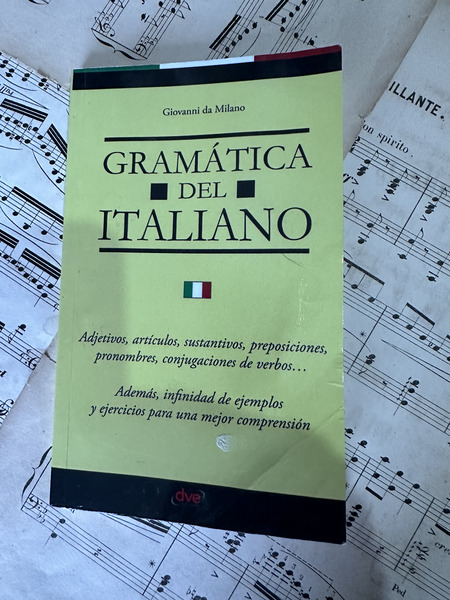 Giovanni da Milano
GRAMÁTICA
DEL
ITALIANO
Adjetivos, artículos, sustantivos, preposiciones,
pronombres, conjugaciones de verbos…
Además, infinidad de ejemplos
y ejercicios para una mejor comprensión
dve
ILLANTE.
con spirito.
Ped